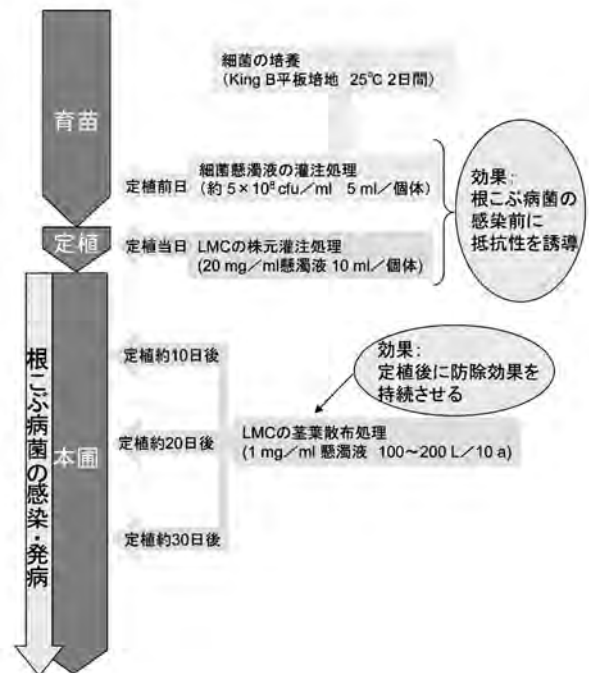 細菌の培養
(King B平板培地 25℃ 2日間)
育苗
定植前日
細菌懸濁液の灌注処理
(約 5×10⁸ cfu/ml 5 ml/個体)
効果:
根こぶ病菌の
感染前に
抵抗性を誘導
定植
定植当日
LMCの株元灌注処理
(20 mg/ml懸濁液 10 ml/個体)
根こぶ病菌の感染・発病
本圃
定植約10日後
効果:
定植後に防除効果を
持続させる
定植約20日後
LMCの茎葉散布処理
(1 mg/ml 懸濁液 100~200 L/10 a)
定植約30日後